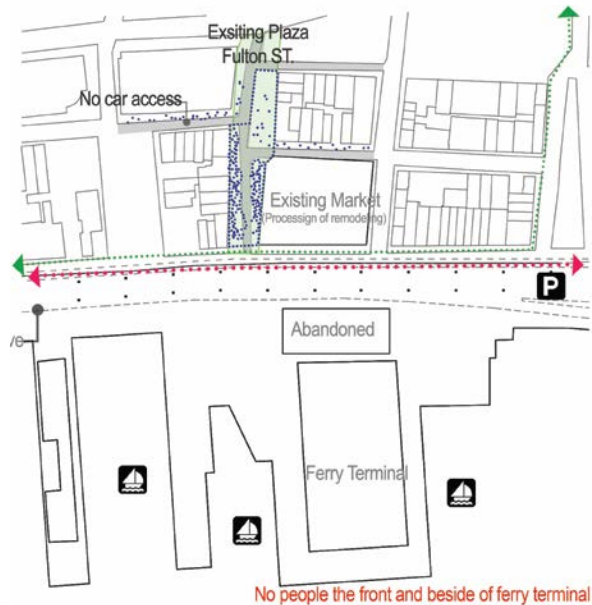 Exsiting Plaza
Fulton ST.
No car access
Existing Market
(Processign of remodeling)
P
Abandoned
Ferry Terminal
No people the front and beside of ferry terminal